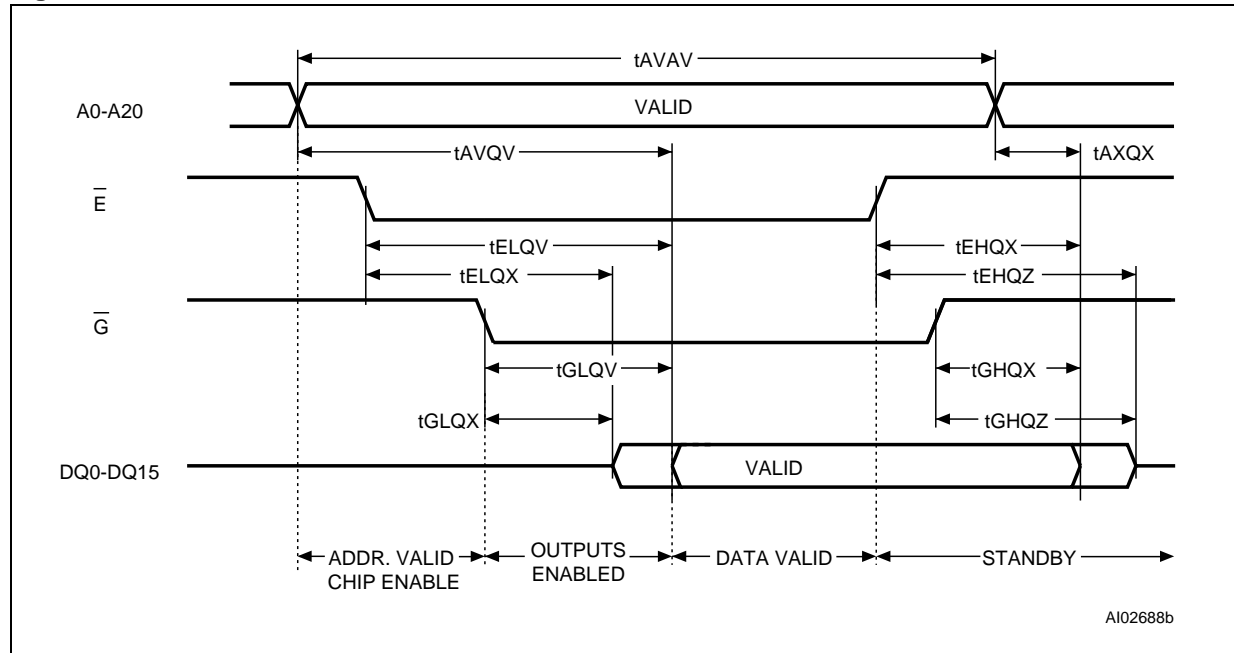 tAVAV
A0-A20
VALID
tAVQV
tAXQX
E
tELQV
tEHQX
tELQX
tEHQZ
G
tGLQV
tGHQX
tGLQX
tGHQZ
DQ0-DQ15
VALID
ADDR. VALID
CHIP ENABLE
OUTPUTS
ENABLED
DATA VALID
STANDBY
AI02688b